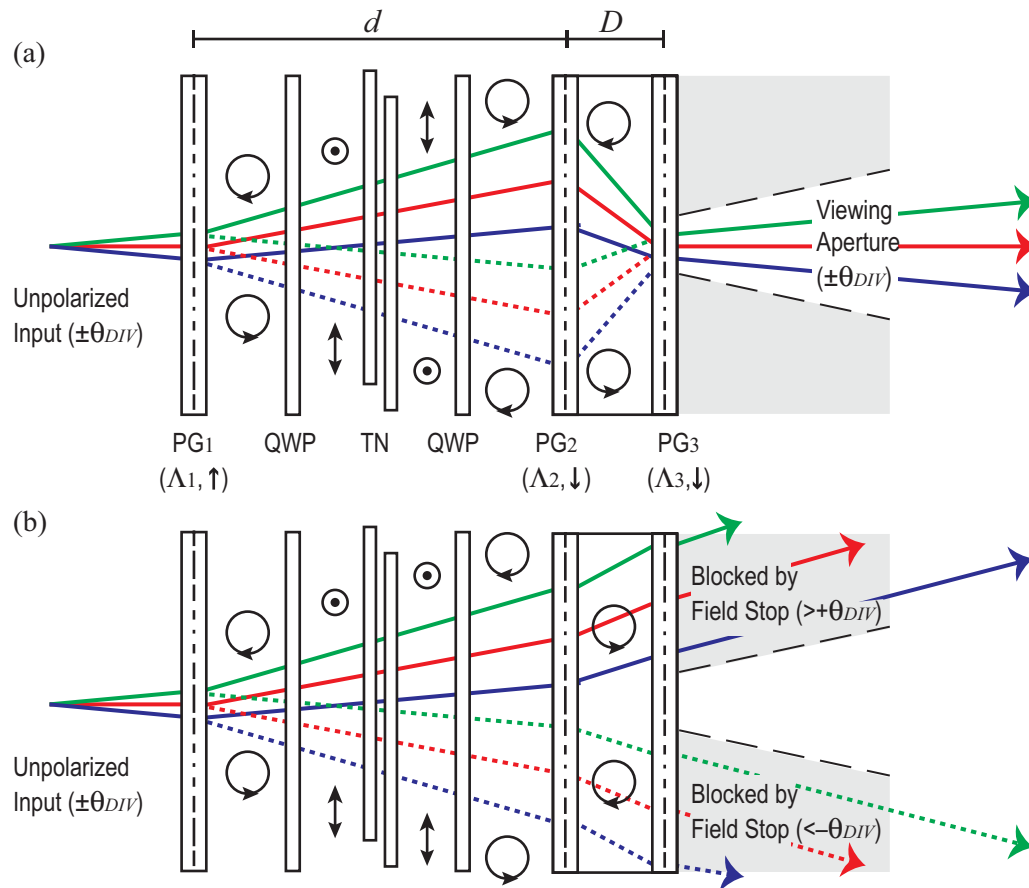 d
D
(a)
Unpolarized
Input (±θDIV)
Viewing
Aperture
(±θDIV)
PG1
QWP
TN
QWP
PG2
PG3
(Λ1,↑)
(Λ2,↓)
(Λ3,↓)
(b)
Blocked by
Field Stop (>+θDIV)
Unpolarized
Input (±θDIV)
Blocked by
Field Stop (<–θDIV)